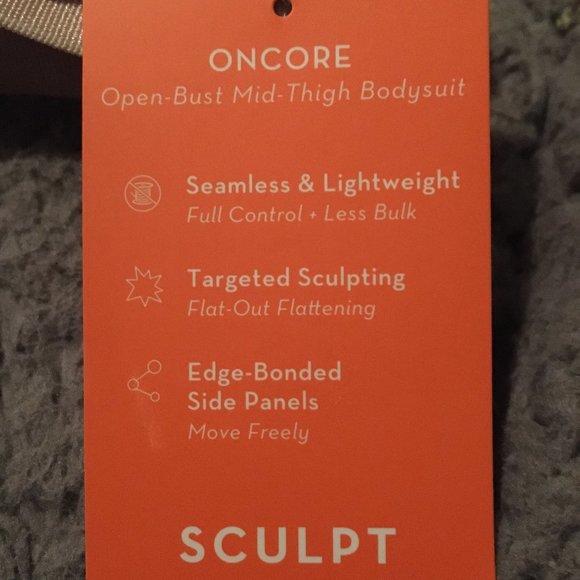 ONCORE
Open-Bust Mid-Thigh Bodysuit
Seamless & Lightweight
Full Control + Less Bulk
Targeted Sculpting
Flat-Out Flattening
Edge-Bonded
Side Panels
Move Freely
SCULPT